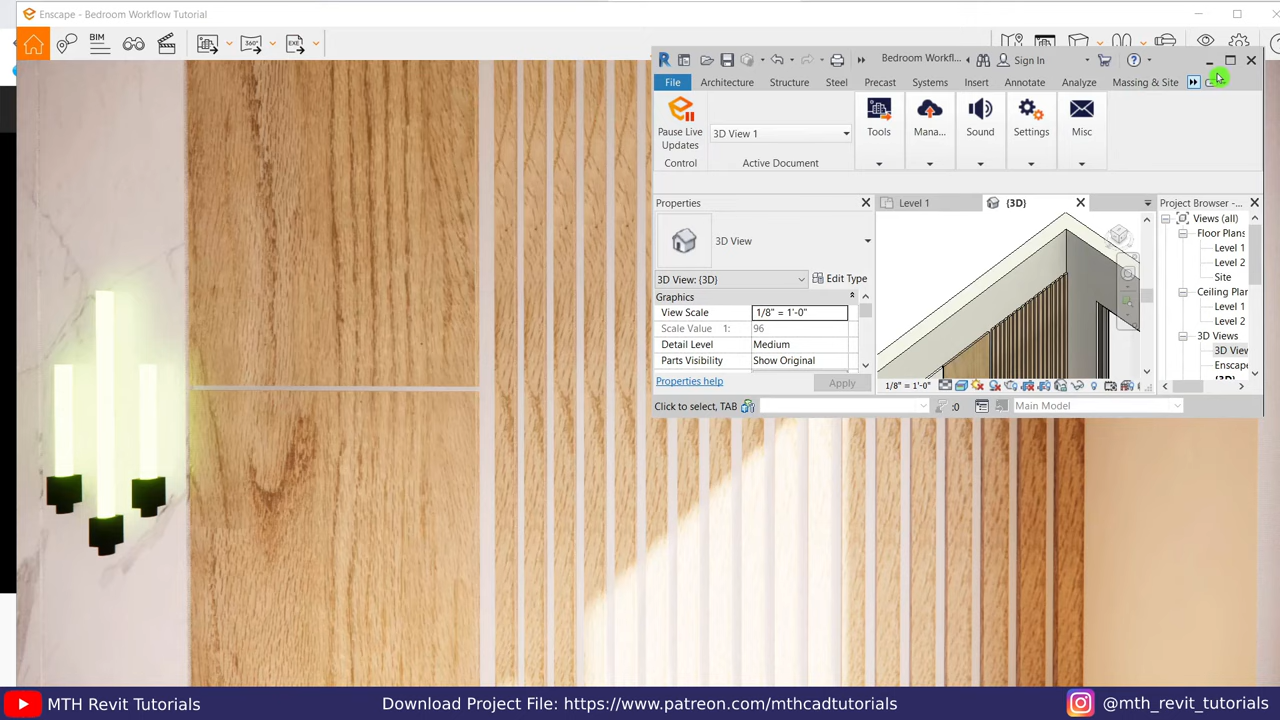 Enscape - Bedroom Workflow Tutorial
BIM
360°
EXE
Bedroom Workfl...
Sign In
File
Architecture
Structure
Steel
Precast
Systems
Insert
Annotate
Analyze
Massing & Site
Pause Live
Updates
Control
3D View 1
Active Document
Tools
Mana...
Sound
Settings
Misc
Properties
3D View
3D View: {3D}
Edit Type
Graphics
View Scale
1/8" = 1'-0"
Scale Value 1:
96
Detail Level
Medium
Parts Visibility
Show Original
Properties help
Apply
Level 1
{3D}
1/8" = 1'-0"
Project Browser -...
Views (all)
Floor Plans
Level 1
Level 2
Site
Ceiling Plan
Level 1
Level 2
3D Views
3D View
Enscape
Click to select, TAB
:0
Main Model
MTH Revit Tutorials
Download Project File: https://www.patreon.com/mthcadtutorials
@mth_revit_tutorials